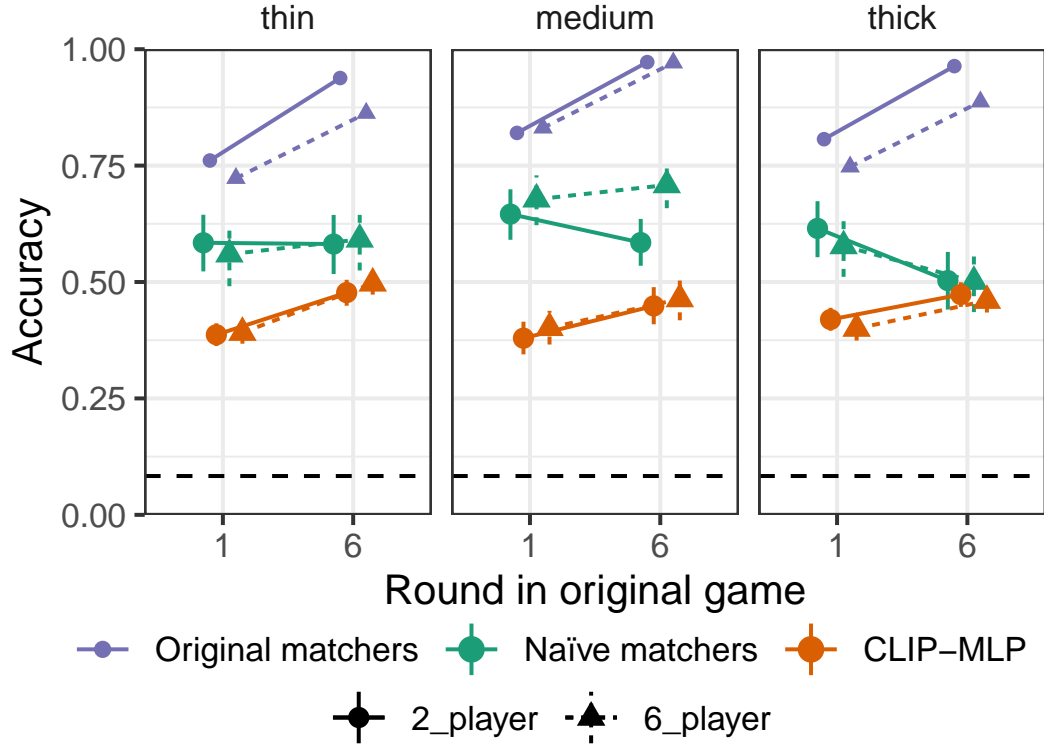 thin medium thick
1.00
0.75
0.50
0.25
0.00
Accuracy
1 6 1 6 1 6
Round in original game
Original matchers Naïve matchers CLIP−MLP
2_player 6_player